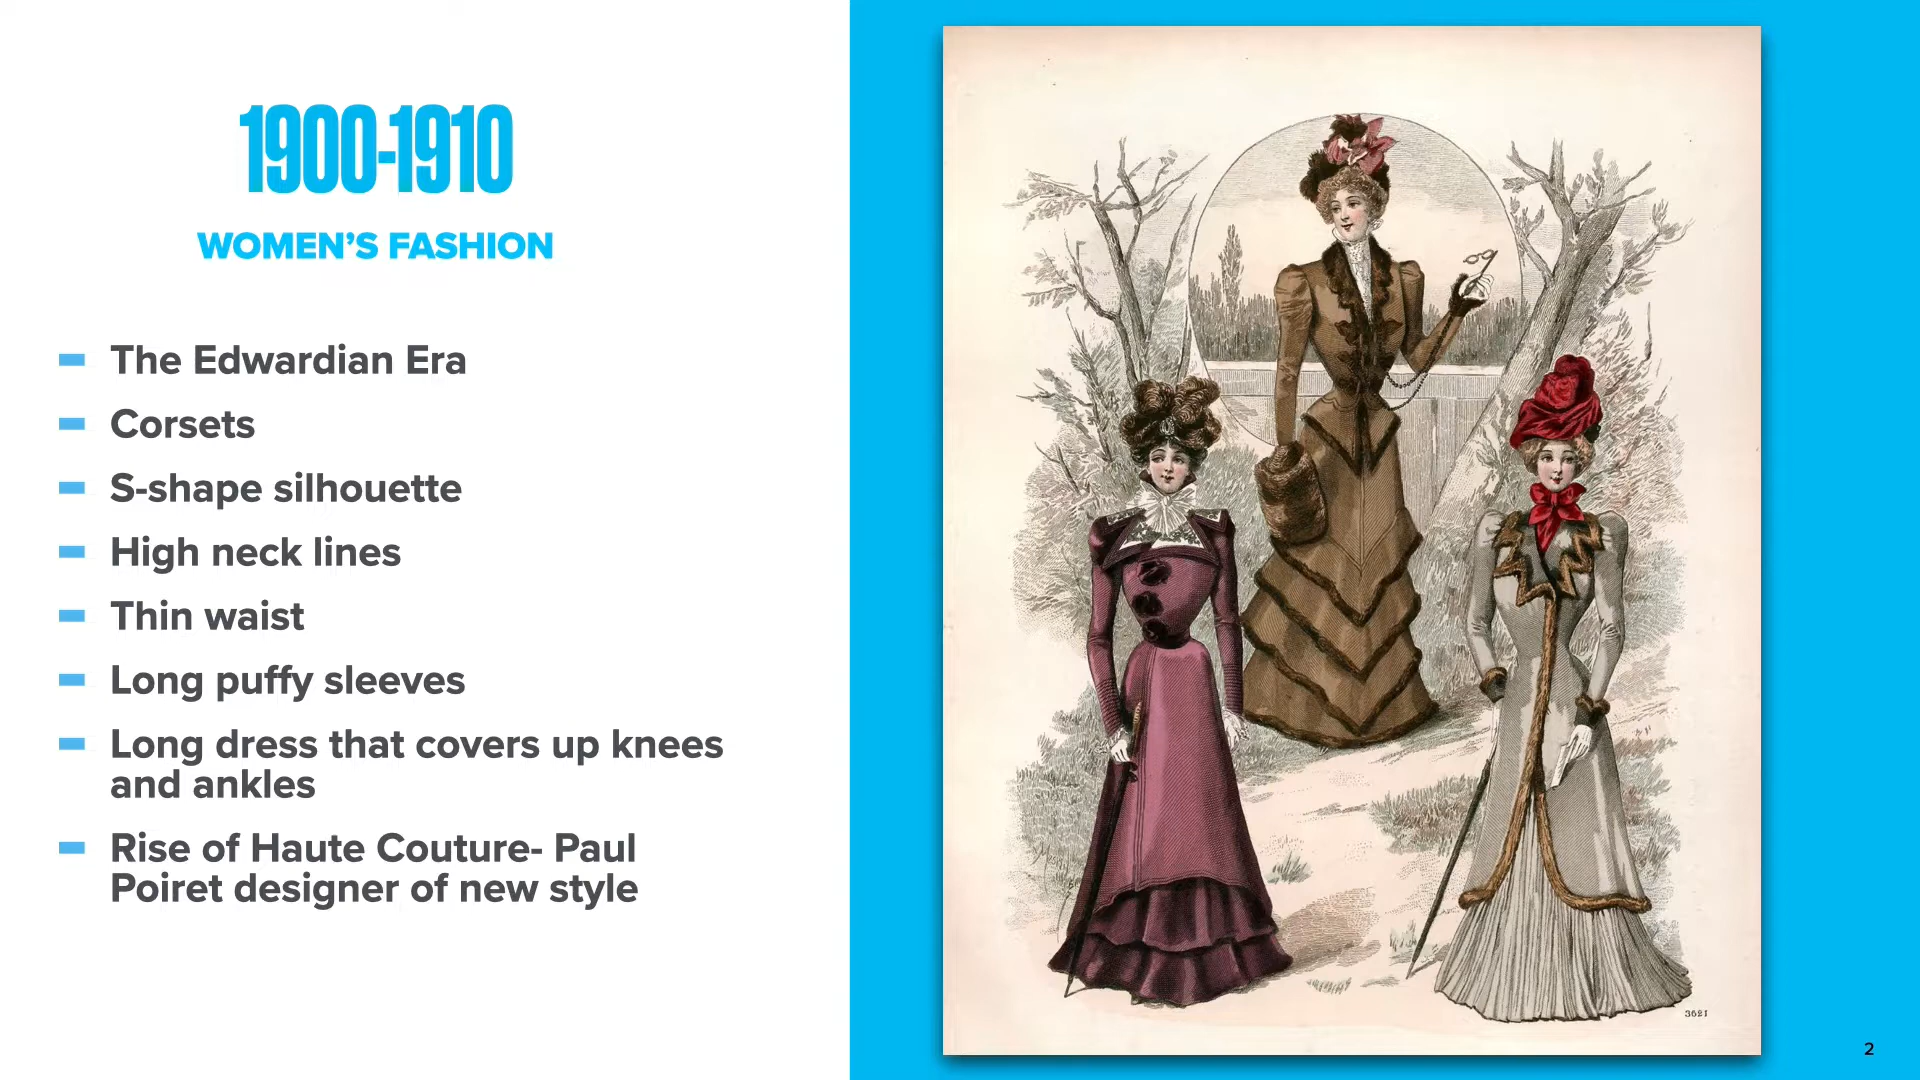 1900-1910
WOMEN'S FASHION
The Edwardian Era
Corsets
S-shape silhouette
High neck lines
Thin waist
Long puffy sleeves
Long dress that covers up knees
and ankles
Rise of Haute Couture- Paul
Poiret designer of new style
3621
2